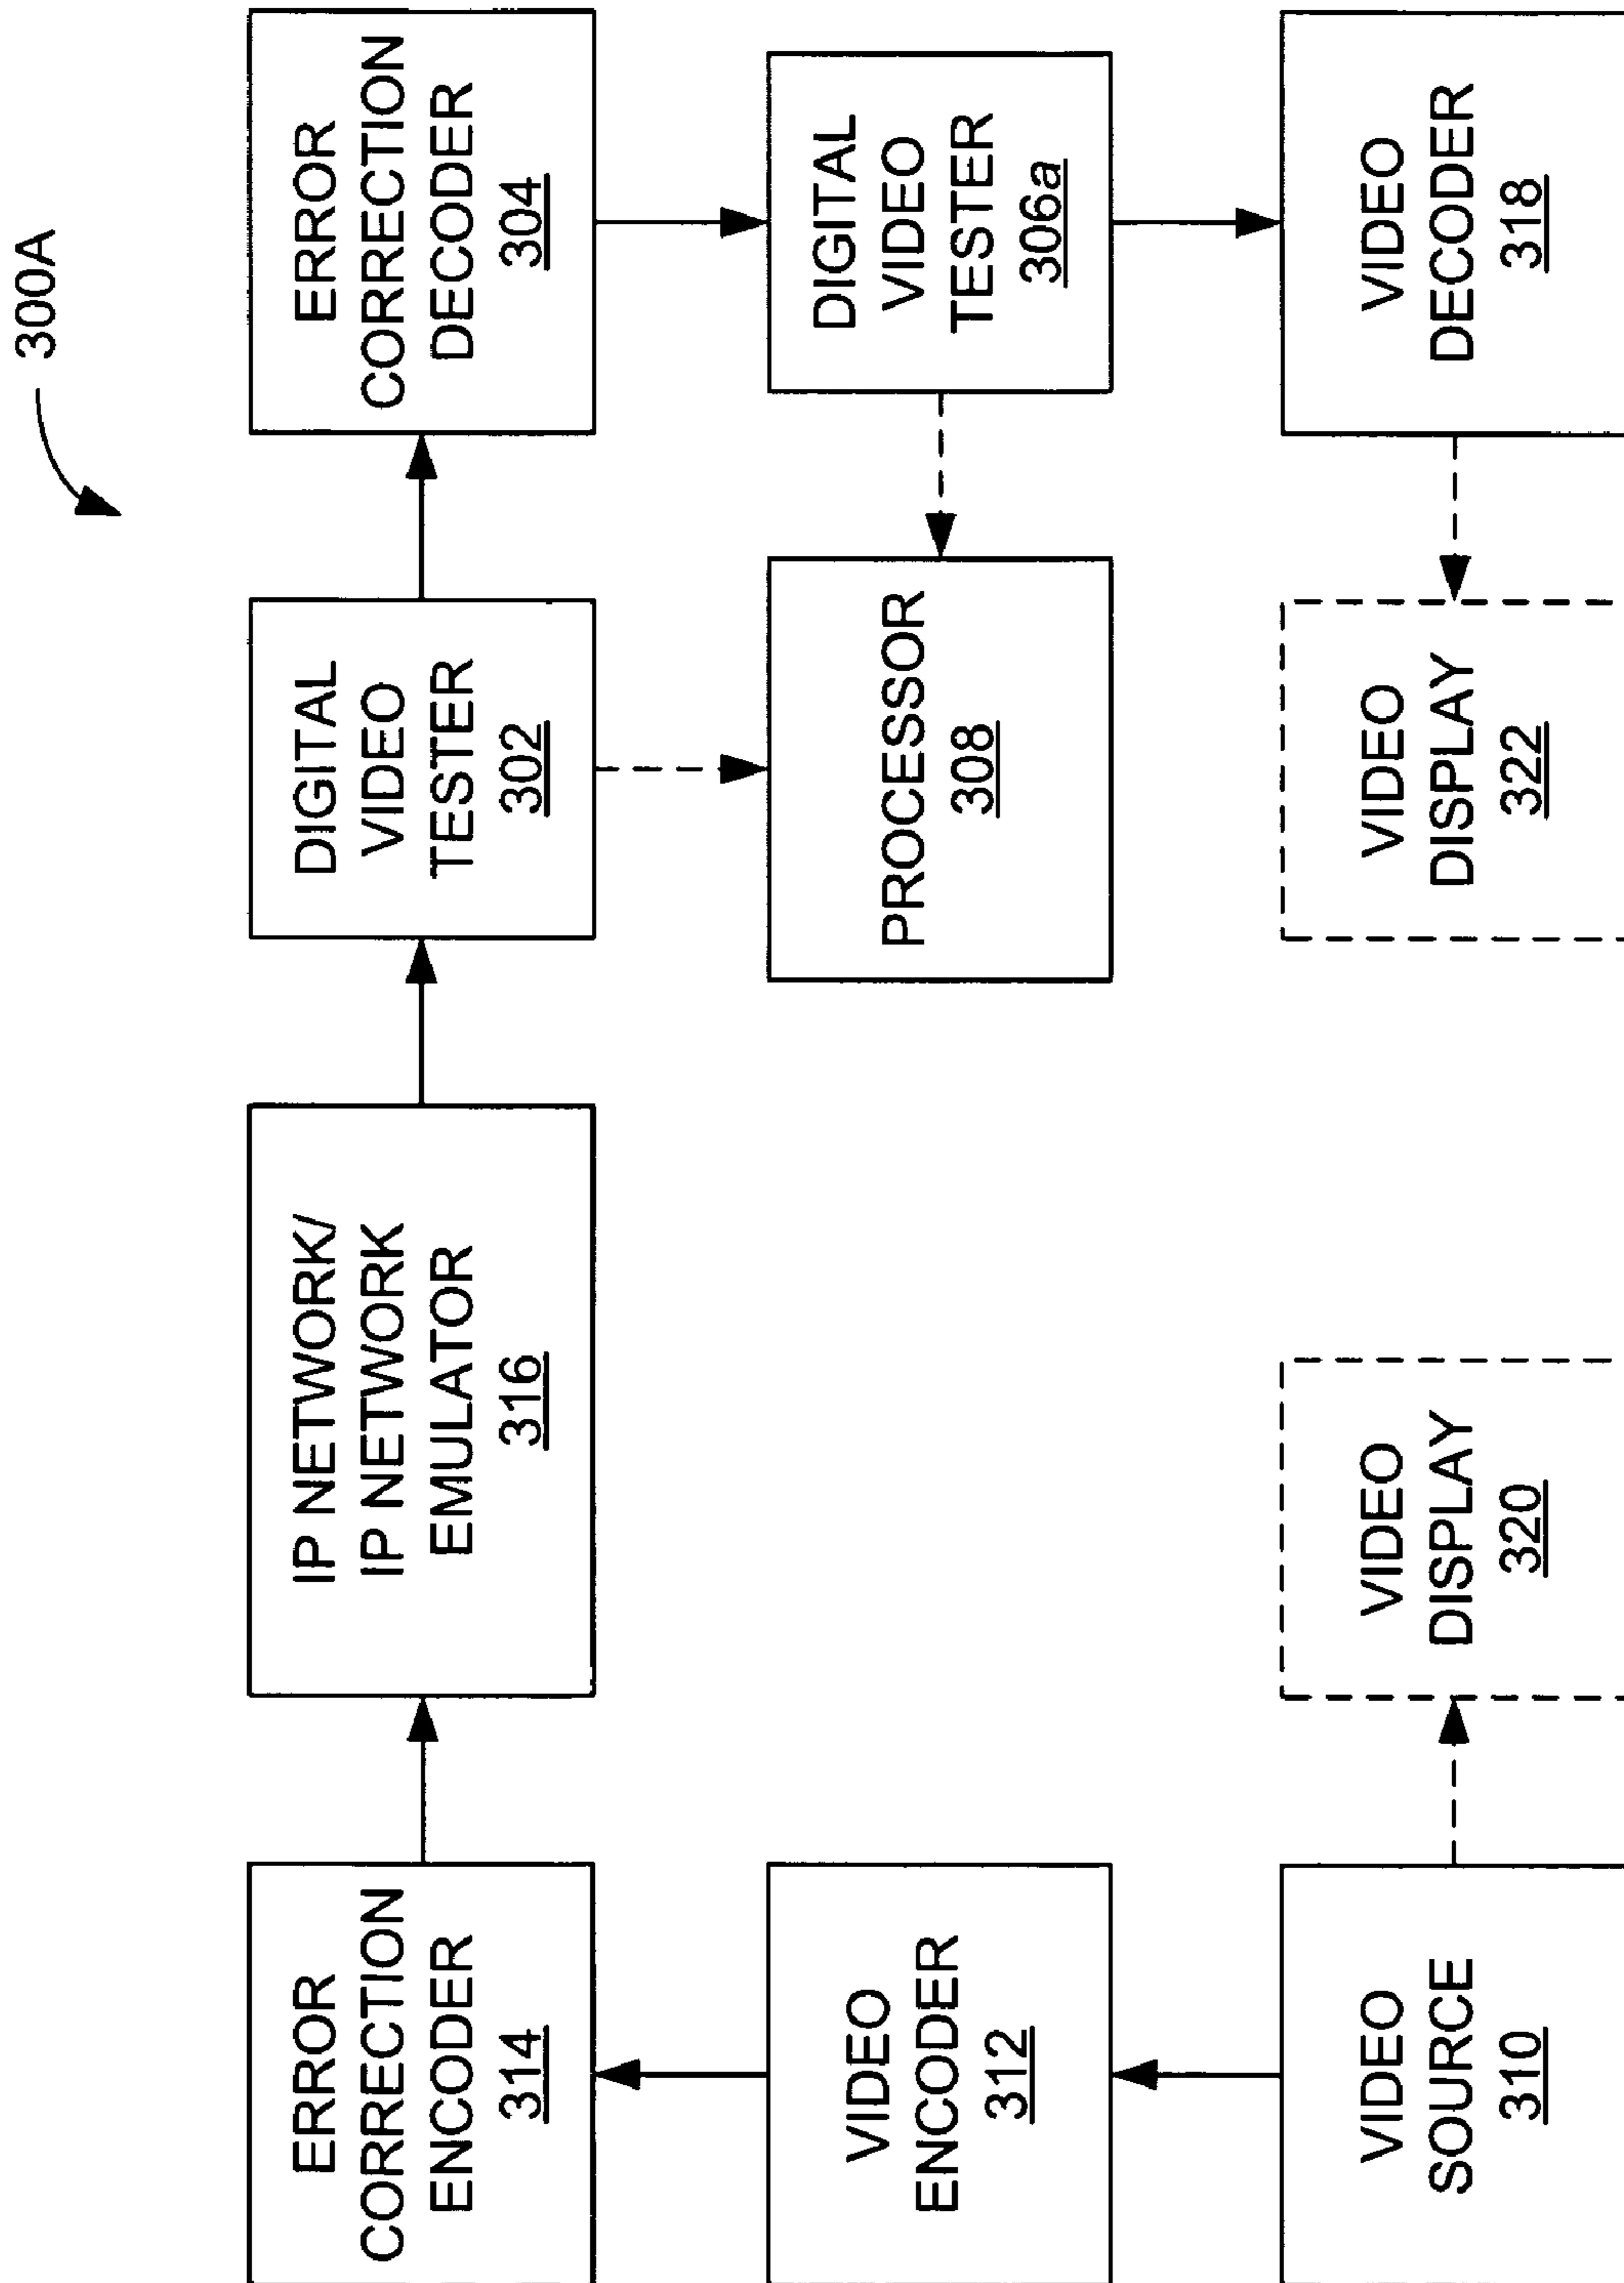 300A
ERROR
CORRECTION
ENCODER
314
IP NETWORK/
IP NETWORK
EMULATOR
316
DIGITAL
VIDEO
TESTER
302
ERROR
CORRECTION
DECODER
304
VIDEO
ENCODER
312
PROCESSOR
308
DIGITAL
VIDEO
TESTER
306a
VIDEO
SOURCE
310
VIDEO
DISPLAY
320
VIDEO
DISPLAY
322
VIDEO
DECODER
318